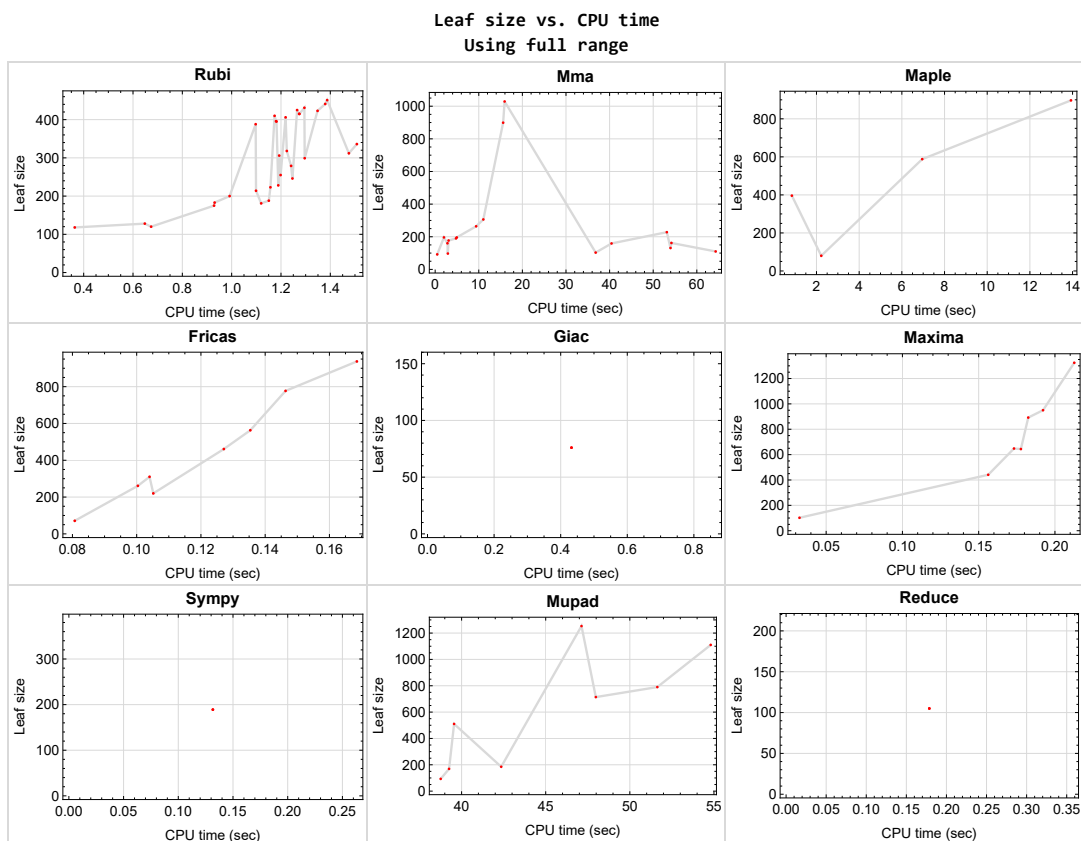 Leaf size vs. CPU time
Using full range
Rubi
Leaf size
400
300
200
100
0
0.4 0.6 0.8 1.0 1.2 1.4
CPU time (sec)
Mma
Leaf size
1000
800
600
400
200
0
0 10 20 30 40 50 60
CPU time (sec)
Maple
Leaf size
800
600
400
200
0
2 4 6 8 10 12 14
CPU time (sec)
Fricas
Leaf size
800
600
400
200
0
0.08 0.10 0.12 0.14 0.16
CPU time (sec)
Giac
Leaf size
150
100
50
0
0.0 0.2 0.4 0.6 0.8
CPU time (sec)
Maxima
Leaf size
1200
1000
800
600
400
200
0
0.05 0.10 0.15 0.20
CPU time (sec)
Sympy
Leaf size
300
200
100
0
0.00 0.05 0.10 0.15 0.20 0.25
CPU time (sec)
Mupad
Leaf size
1200
1000
800
600
400
200
0
40 45 50 55
CPU time (sec)
Reduce
Leaf size
200
150
100
50
0
0.00 0.05 0.10 0.15 0.20 0.25 0.30 0.35
CPU time (sec)